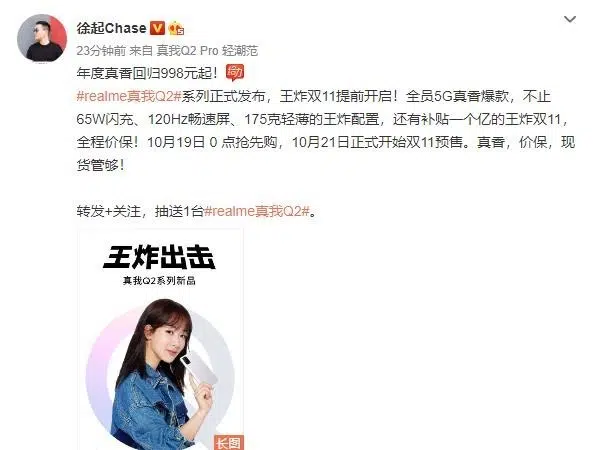 徐起Chase
23分钟前 来自 真我Q2 Pro 轻潮范
年度真香回归998元起!
#realme真我Q2#系列正式发布，王炸双11提前开启！全员5G真香爆款，不止
65W闪充、120Hz畅速屏、175克轻薄的王炸配置，还有补贴一个亿的王炸双11，
全程价保！10月19日 0 点抢先购，10月21日正式开始双11预售。真香，价保，现
货管够！
转发+关注，抽送1台#realme真我Q2#。
王炸出击
真我Q2系列新品
长图